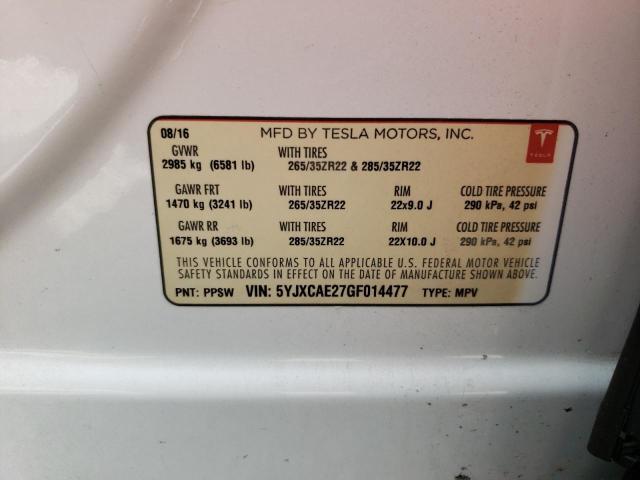 08/16 MFD BY TESLA MOTORS, INC.
GVWR WITH TIRES
2985 kg (6581 lb) 265/35ZR22 & 285/35ZR22
TESLA
GAWR FRT WITH TIRES RIM COLD TIRE PRESSURE
1470 kg (3241 lb) 265/35ZR22 22x9.0 J 290 kPa, 42 psi
GAWR RR WITH TIRES RIM COLD TIRE PRESSURE
1675 kg (3693 lb) 285/35ZR22 22X10.0 J 290 kPa, 42 psi
THIS VEHICLE CONFORMS TO ALL APPLICABLE U.S. FEDERAL MOTOR VEHICLE
SAFETY STANDARDS IN EFFECT ON THE DATE OF MANUFACTURE SHOWN ABOVE.
PNT: PPSW VIN: 5YJXCAE27GF014477 TYPE: MPV